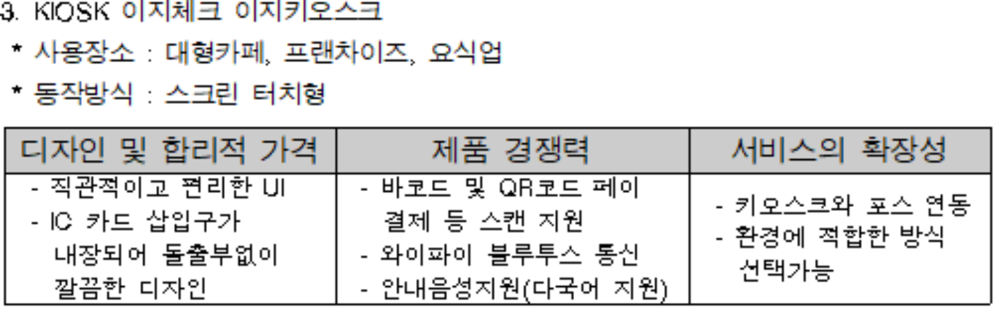 3. KIOSK 이지체크 이지키오스크
* 사용장소 : 대형카페, 프랜차이즈, 요식업
* 동작방식 : 스크린 터치형
디자인 및 합리적 가격
- 직관적이고 편리한 UI
- IC 카드 삽입구가
내장되어 돌출부없이
깔끔한 디자인
제품 경쟁력
- 바코드 및 QR코드 페이
결제 등 스캔 지원
- 와이파이 블루투스 통신
- 안내음성지원(다국어 지원)
서비스의 확장성
- 키오스크와 포스 연동
- 환경에 적합한 방식
선택가능